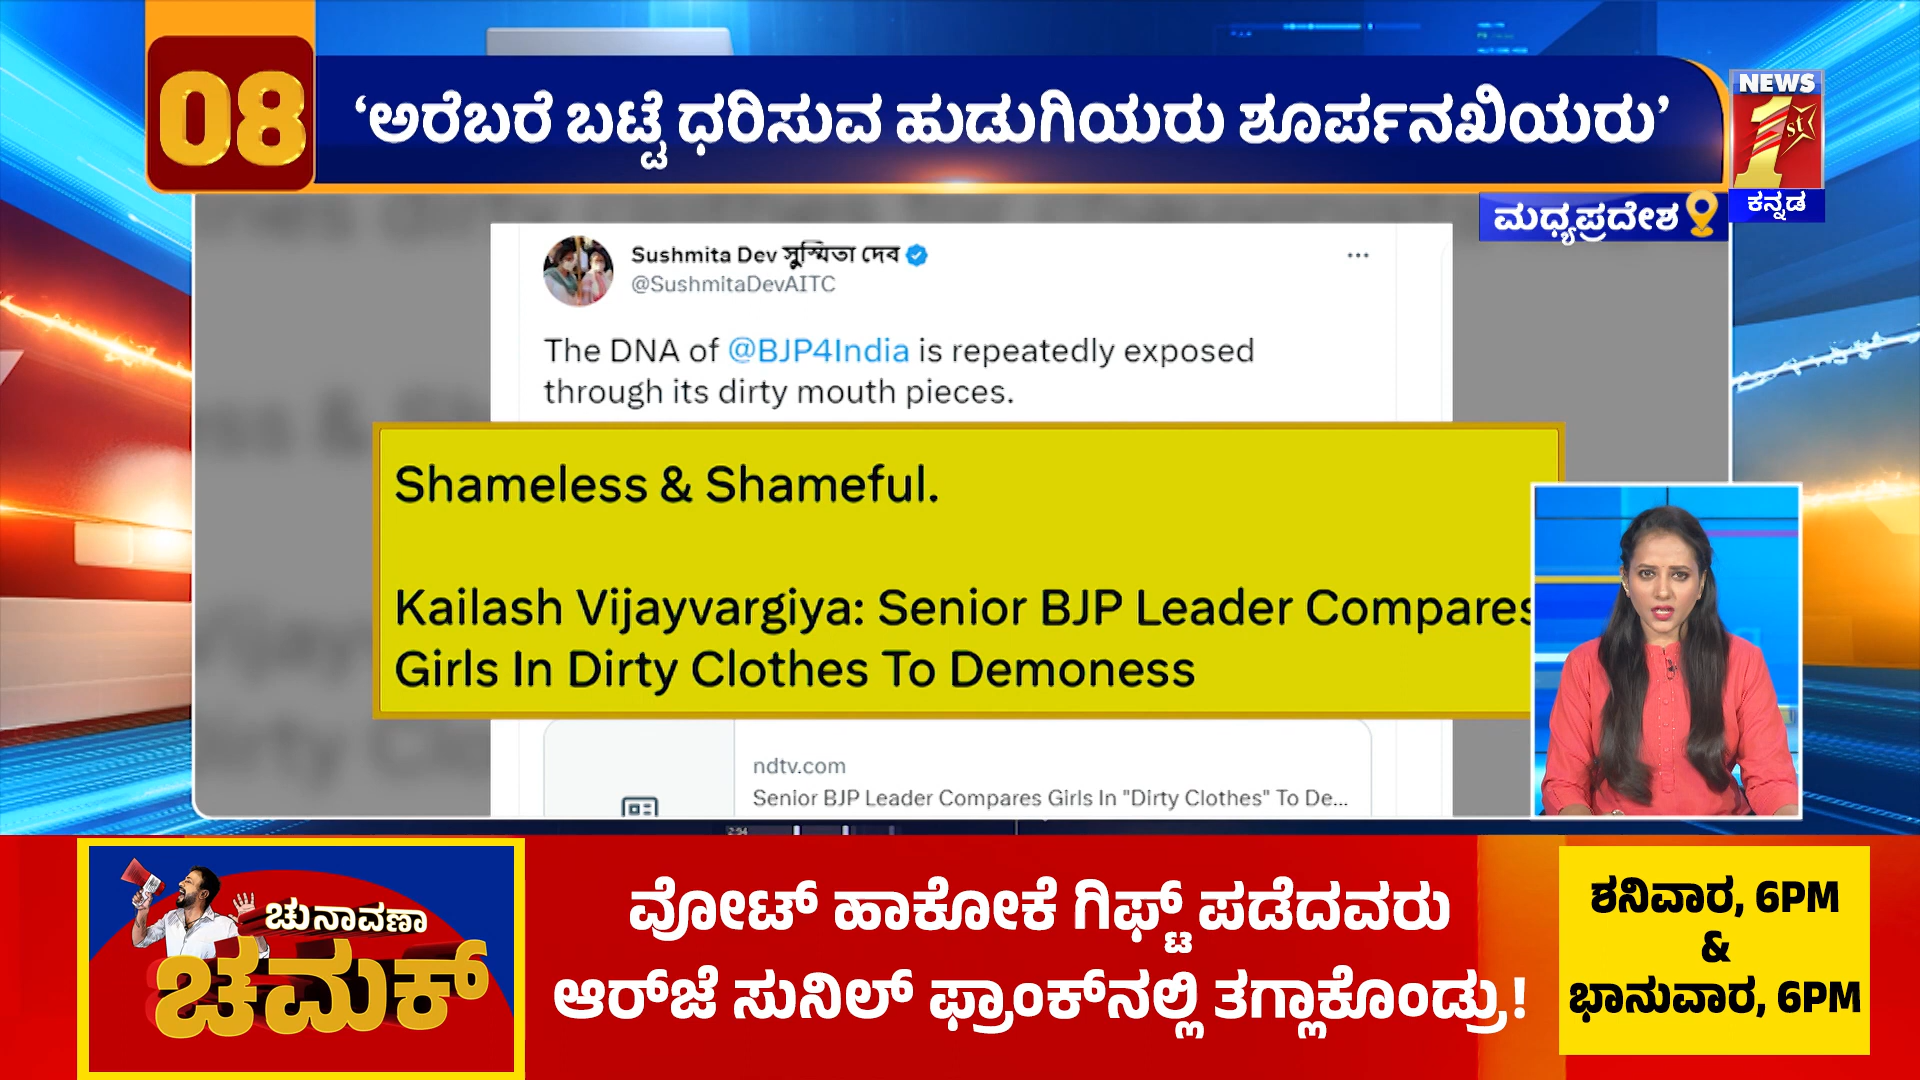 08
‘ಅರೆಬರೆ ಬಟ್ಟೆ ಧರಿಸುವ ಹುಡುಗಿಯರು ಶೂರ್ಪನಖಿಯರು’
NEWS
1st
ಕನ್ನಡ
ಮಧ್ಯಪ್ರದೇಶ
Sushmita Dev সুস্মিতা দেব
@SushmitaDevAITC
The DNA of @BJP4India is repeatedly exposed
through its dirty mouth pieces.
Shameless & Shameful.
Kailash Vijayvargiya: Senior BJP Leader Compares
Girls In Dirty Clothes To Demoness
ndtv.com
Senior BJP Leader Compares Girls In "Dirty Clothes" To De...
ಚುನಾವಣಾ
ಚಮಕ್
ವೋಟ್ ಹಾಕೋಕೆ ಗಿಫ್ಟ್ ಪಡೆದವರು
ಆರ್‌ಜೆ ಸುನಿಲ್ ಫ್ರಾಂಕ್‌ನಲ್ಲಿ ತಗ್ಲಾಕೊಂಡ್ರು!
ಶನಿವಾರ, 6PM
&
ಭಾನುವಾರ, 6PM